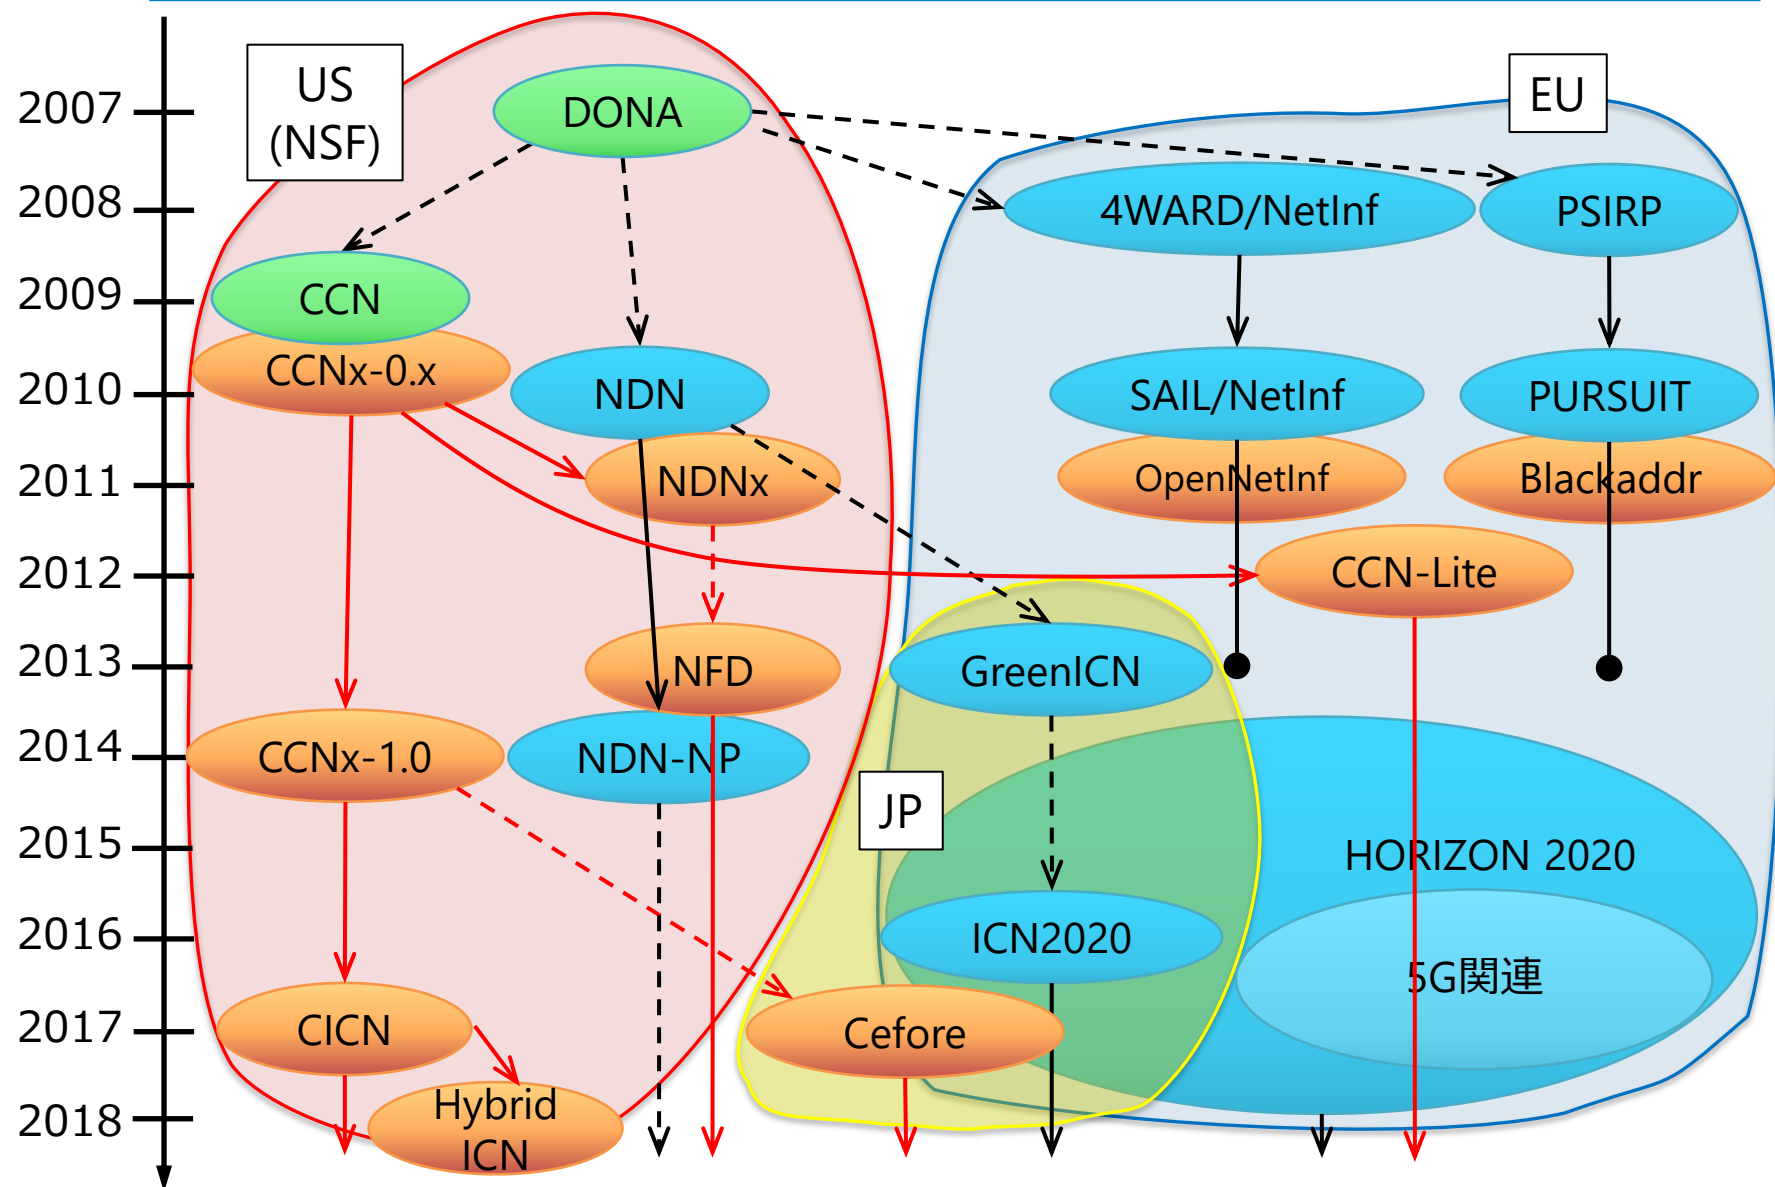 US
(NSF)
EU
2007
DONA
2008
4WARD/NetInf
PSIRP
2009
CCN
CCNx-0.x
2010
NDN
SAIL/NetInf
PURSUIT
2011
NDNx
OpenNetInf
Blackaddr
2012
CCN-Lite
2013
NFD
GreenICN
2014
CCNx-1.0
NDN-NP
JP
2015
HORIZON 2020
2016
ICN2020
5G関連
2017
CICN
Cefore
2018
Hybrid
ICN